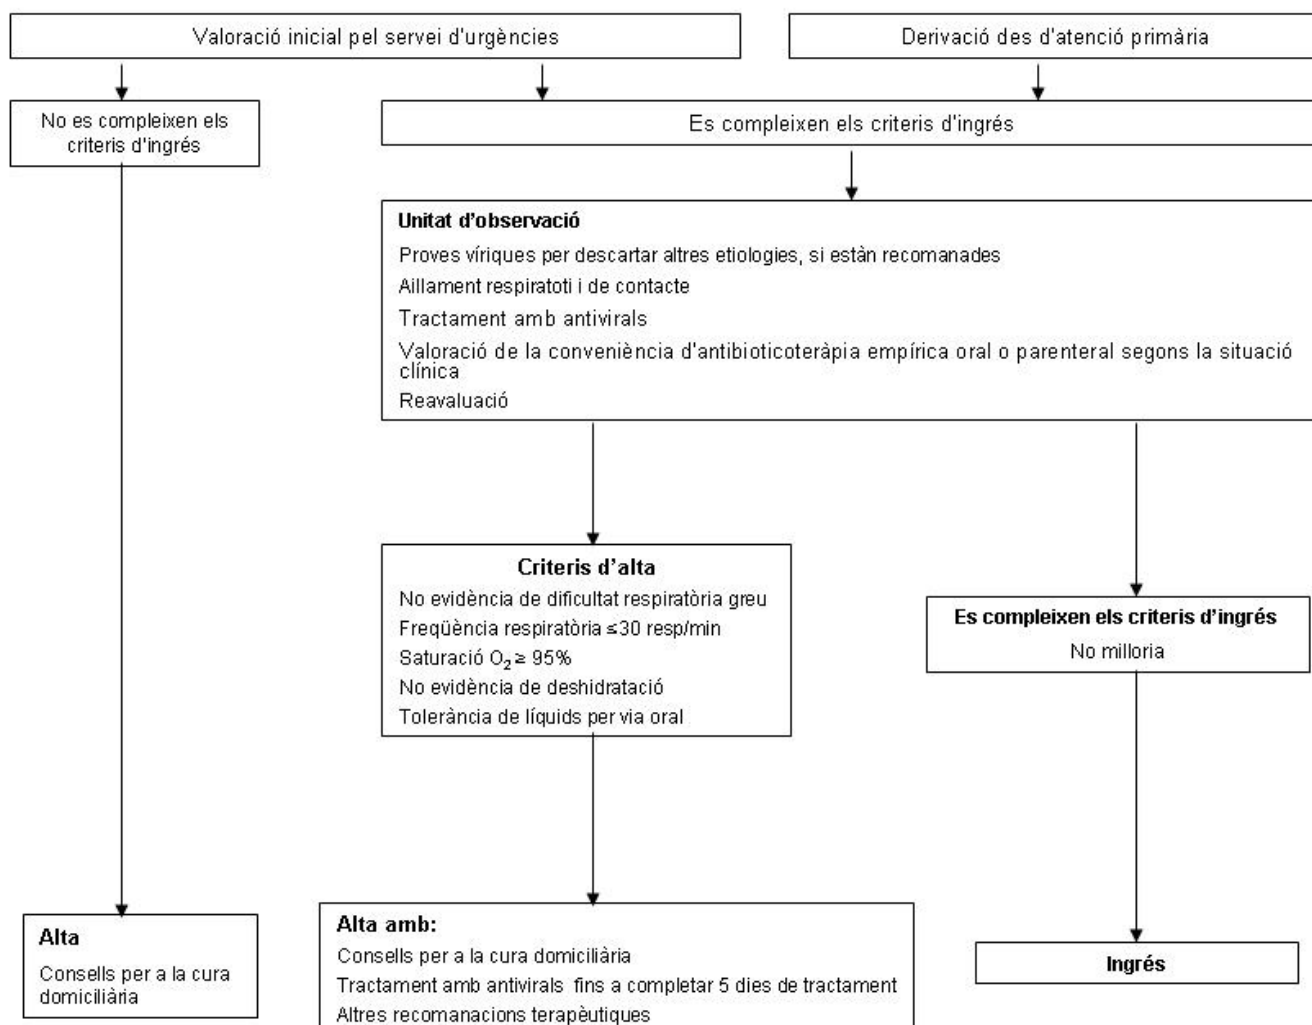 Valoració inicial pel servei d'urgències
Derivació des d'atenció primària
No es compleixen els
criteris d'ingrés
Es compleixen els criteris d'ingrés
Unitat d'observació
Proves víriques per descartar altres etiologies, si estàn recomanades
Aillament respiratoti i de contacte
Tractament amb antivirals
Valoració de la conveniència d'antibioticoteràpia empírica oral o parenteral segons la situació
clínica
Reavaluació
Criteris d'alta
No evidència de dificultat respiratòria greu
Freqüència respiratòria ≤30 resp/min
Saturació O₂ ≥ 95%
No evidència de deshidratació
Tolerància de líquids per via oral
Es compleixen els criteris d'ingrés
No milloria
Alta
Consells per a la cura
domiciliària
Alta amb:
Consells per a la cura domiciliària
Tractament amb antivirals fins a completar 5 dies de tractament
Altres recomanacions terapèutiques
Ingrés